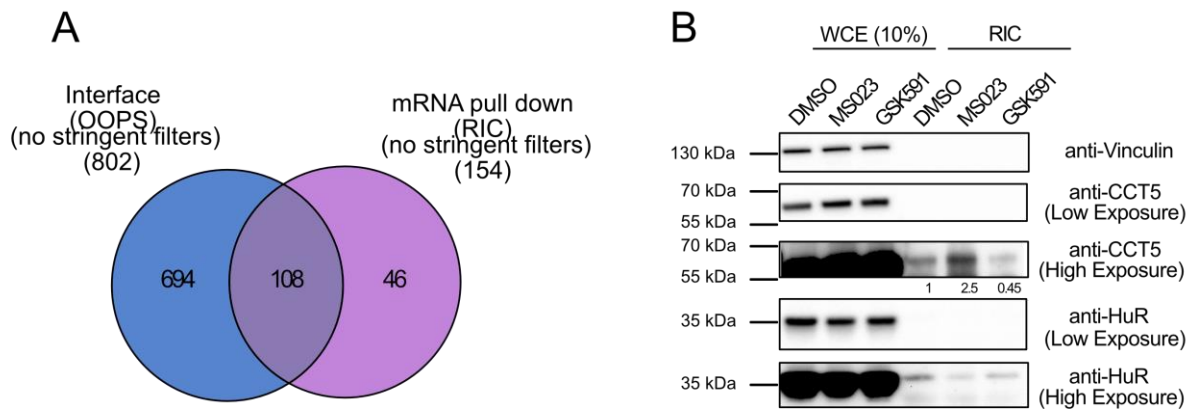 A
Interface
(OOPS)
(no stringent filters)
(802)
mRNA pull down
(RIC)
(no stringent filters)
(154)
694
108
46
B
WCE (10%)
RIC
DMSO
MS023
GSK591
DMSO
MS023
GSK591
130 kDa
anti-Vinculin
70 kDa
55 kDa
anti-CCT5
(Low Exposure)
70 kDa
55 kDa
anti-CCT5
(High Exposure)
1
2.5
0.45
35 kDa
anti-HuR
(Low Exposure)
35 kDa
anti-HuR
(High Exposure)